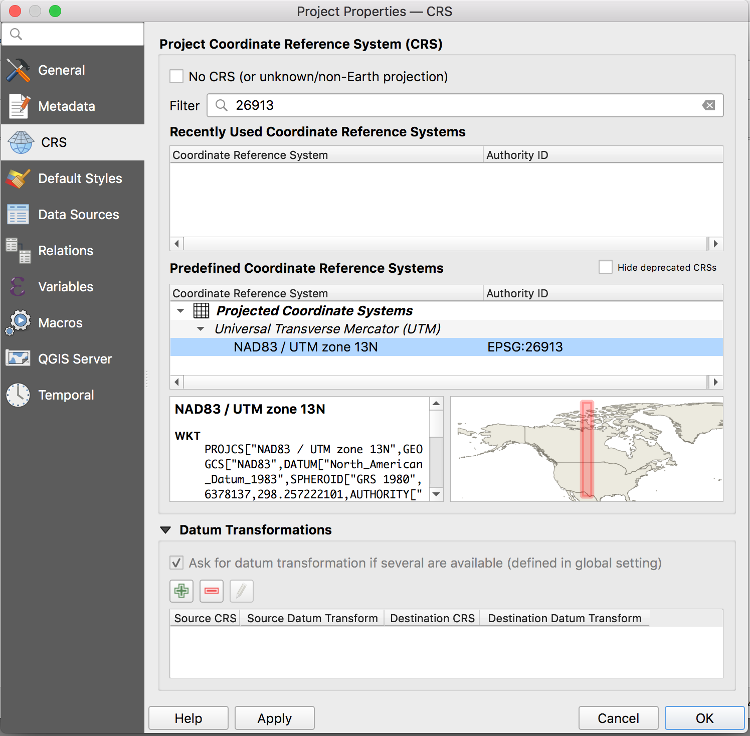 Project Properties — CRS
General
Metadata
CRS
Default Styles
Data Sources
Relations
Variables
Macros
QGIS Server
Temporal
Project Coordinate Reference System (CRS)
No CRS (or unknown/non-Earth projection)
Filter 26913
Recently Used Coordinate Reference Systems
Coordinate Reference System Authority ID
Predefined Coordinate Reference Systems Hide deprecated CRSs
Coordinate Reference System Authority ID
Projected Coordinate Systems
Universal Transverse Mercator (UTM)
NAD83 / UTM zone 13N EPSG:26913
NAD83 / UTM zone 13N
WKT
PROJCS["NAD83 / UTM zone 13N",GEO
GCS["NAD83",DATUM["North_American
_Datum_1983",SPHEROID["GRS 1980",
6378137,298.257222101,AUTHORITY["
Datum Transformations
Ask for datum transformation if several are available (defined in global setting)
Source CRS Source Datum Transform Destination CRS Destination Datum Transform
Help Apply Cancel OK